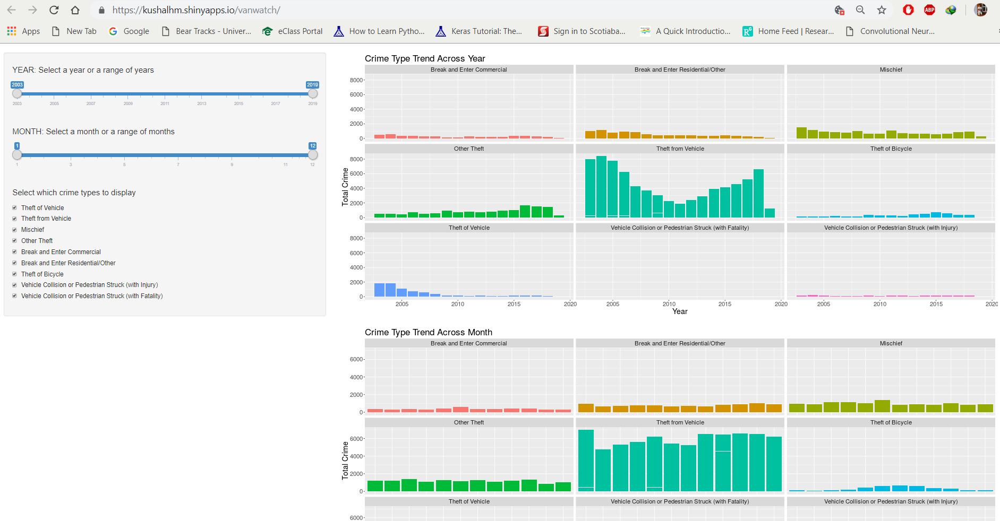 https://kushalhm.shinyapps.io/vanwatch/
ABP
Apps New Tab Google Bear Tracks - Univer... eClass Portal How to Learn Pytho... Keras Tutorial: The... Sign in to Scotiaba... A Quick Introductio... Home Feed | Resear... Convolutional Neur...
YEAR: Select a year or a range of years
2003 2019
2003 2005 2007 2009 2011 2013 2015 2017 2019
MONTH: Select a month or a range of months
1 12
1 3 5 7 9 11 12
Select which crime types to display
Theft of Vehicle
Theft from Vehicle
Mischief
Other Theft
Break and Enter Commercial
Break and Enter Residential/Other
Theft of Bicycle
Vehicle Collision or Pedestrian Struck (with Injury)
Vehicle Collision or Pedestrian Struck (with Fatality)
Crime Type Trend Across Year
Break and Enter Commercial Break and Enter Residential/Other Mischief
8000
6000
4000
2000
0
Other Theft Theft from Vehicle Theft of Bicycle
8000
6000
4000
2000
0
Total Crime
Theft of Vehicle Vehicle Collision or Pedestrian Struck (with Fatality) Vehicle Collision or Pedestrian Struck (with Injury)
8000
6000
4000
2000
0
2005 2010 2015 2020 2005 2010 2015 2020 2005 2010 2015 2020
Year
Crime Type Trend Across Month
Break and Enter Commercial Break and Enter Residential/Other Mischief
6000
4000
2000
0
Other Theft Theft from Vehicle Theft of Bicycle
6000
4000
2000
0
Total Crime
Theft of Vehicle Vehicle Collision or Pedestrian Struck (with Fatality) Vehicle Collision or Pedestrian Struck (with Injury)
6000